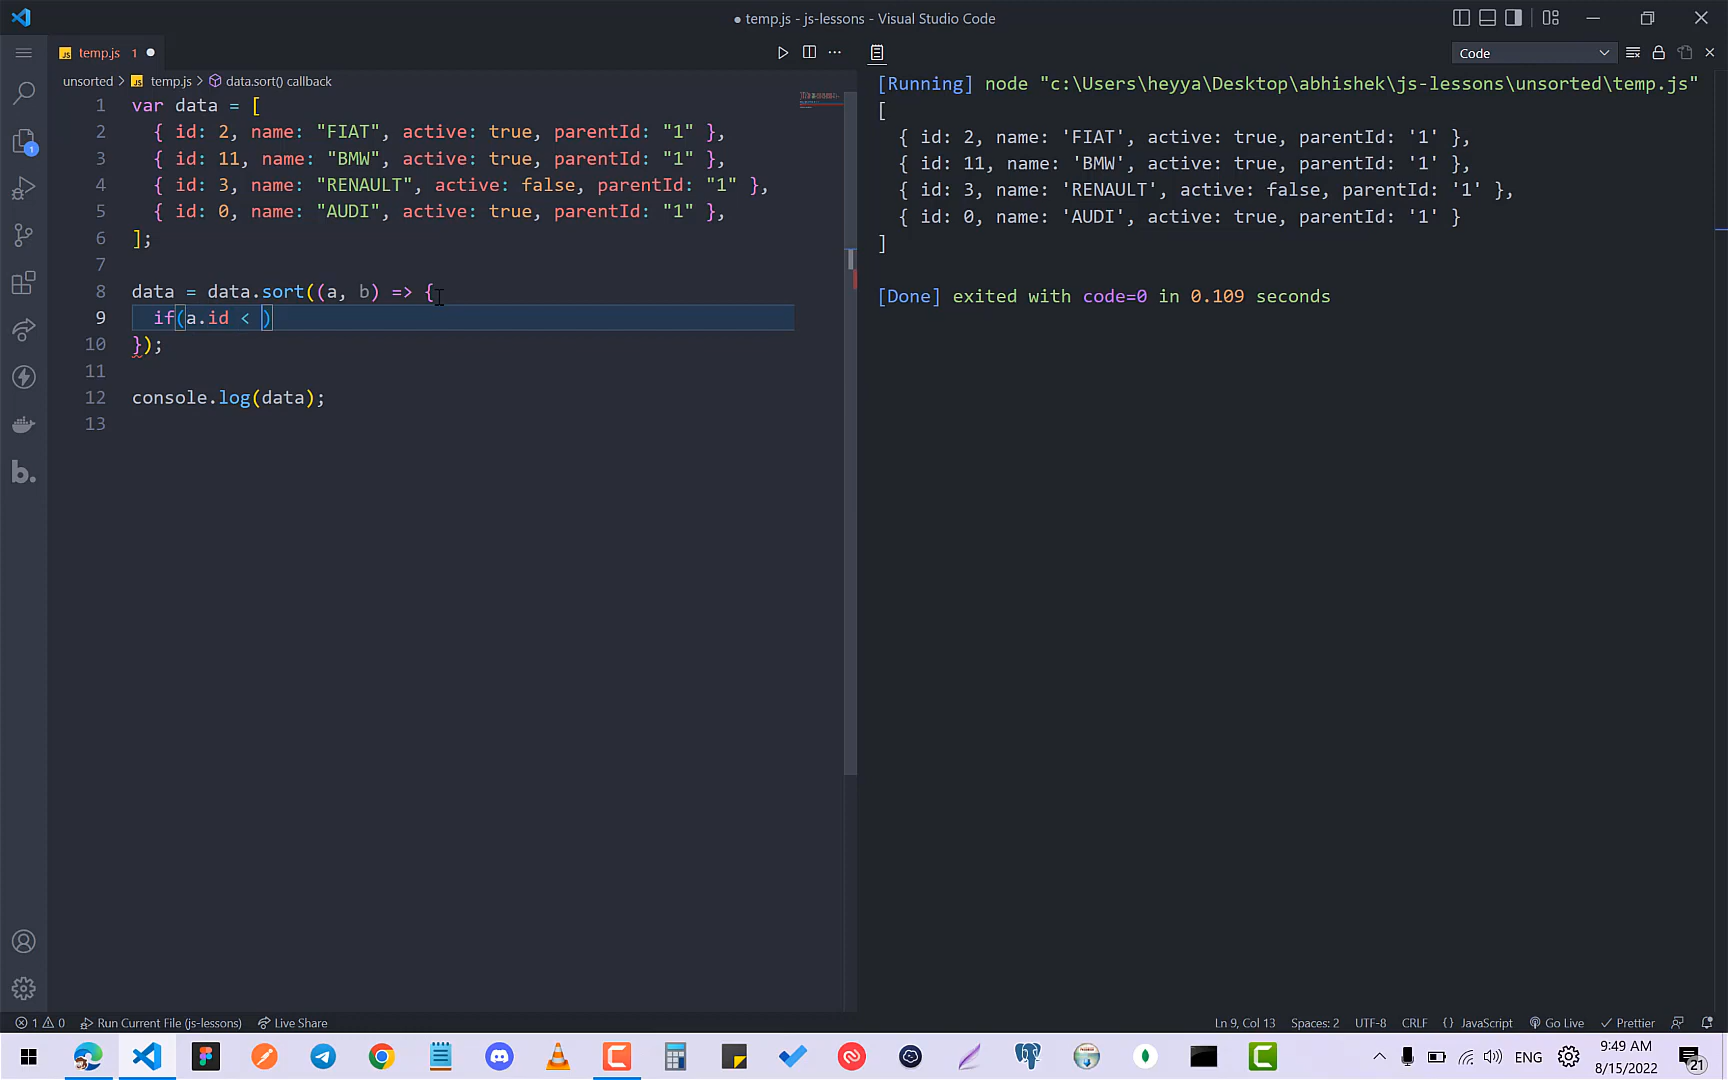 ● temp.js - js-lessons - Visual Studio Code
JS temp.js 1 ●
Code
unsorted > JS temp.js > data.sort() callback
1 var data = [
2 { id: 2, name: "FIAT", active: true, parentId: "1" },
3 { id: 11, name: "BMW", active: true, parentId: "1" },
4 { id: 3, name: "RENAULT", active: false, parentId: "1" },
5 { id: 0, name: "AUDI", active: true, parentId: "1" },
6 ];
7
8 data = data.sort((a, b) => {
9 if(a.id < )
10 });
11
12 console.log(data);
13
[Running] node "c:\Users\heyya\Desktop\abhishek\js-lessons\unsorted\temp.js"
[
{ id: 2, name: 'FIAT', active: true, parentId: '1' },
{ id: 11, name: 'BMW', active: true, parentId: '1' },
{ id: 3, name: 'RENAULT', active: false, parentId: '1' },
{ id: 0, name: 'AUDI', active: true, parentId: '1' }
]
[Done] exited with code=0 in 0.109 seconds
1
b.
1 0 Run Current File (js-lessons) Live Share
Ln 9, Col 13 Spaces: 2 UTF-8 CRLF {} JavaScript Go Live Prettier
ENG
9:49 AM
8/15/2022
21